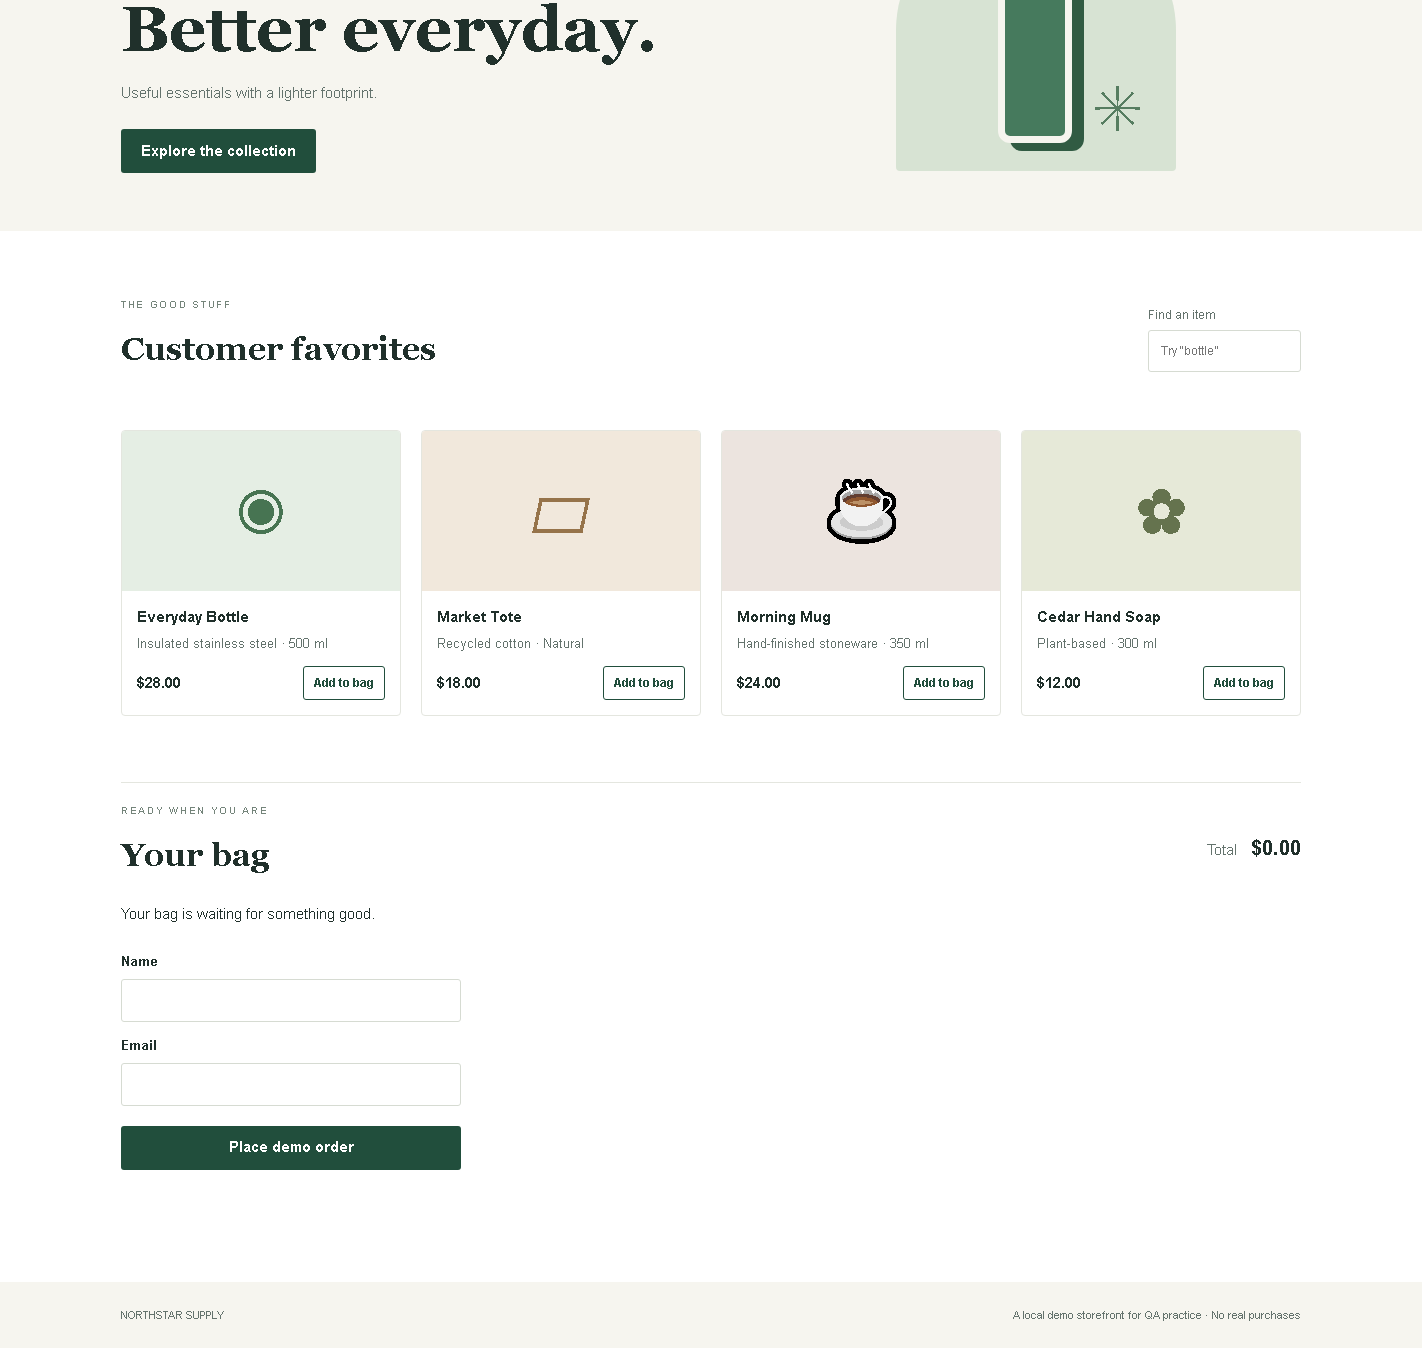 Better everyday.
Useful essentials with a lighter footprint.
Explore the collection
THE GOOD STUFF
Customer favorites
Find an item
Try "bottle"
Everyday Bottle
Insulated stainless steel · 500 ml
$28.00
Add to bag
Market Tote
Recycled cotton · Natural
$18.00
Add to bag
Morning Mug
Hand-finished stoneware · 350 ml
$24.00
Add to bag
Cedar Hand Soap
Plant-based · 300 ml
$12.00
Add to bag
READY WHEN YOU ARE
Your bag
Total $0.00
Your bag is waiting for something good.
Name
Email
Place demo order
NORTHSTAR SUPPLY
A local demo storefront for QA practice · No real purchases